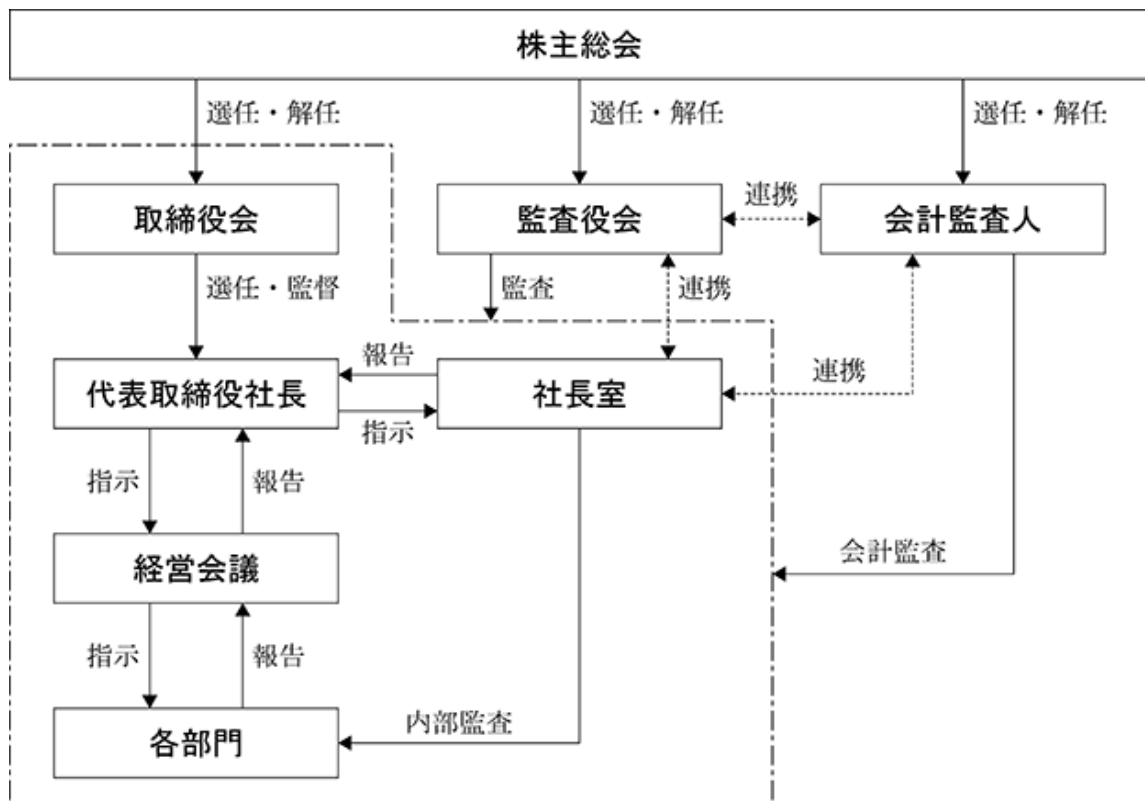 株主総会
選任・解任
選任・解任
選任・解任
取締役会
監査役会
連携
会計監査人
選任・監督
監査
連携
代表取締役社長
報告
指示
社長室
連携
指示
報告
経営会議
会計監査
指示
報告
各部門
内部監査